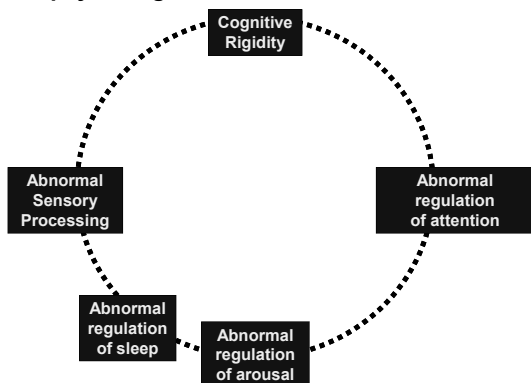 Cognitive
Rigidity
Abnormal
Sensory
Processing
Abnormal
regulation
of attention
Abnormal
regulation
of sleep
Abnormal
regulation
of arousal